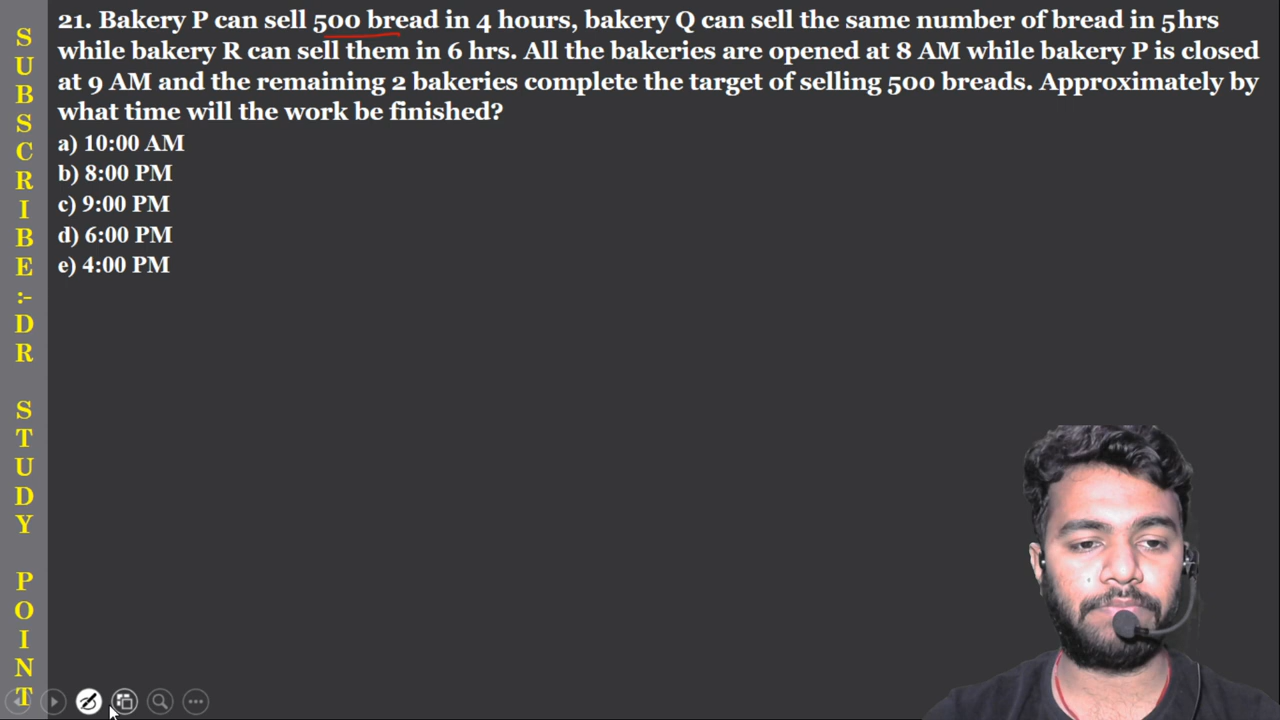 21. Bakery P can sell 500 bread in 4 hours, bakery Q can sell the same number of bread in 5hrs
while bakery R can sell them in 6 hrs. All the bakeries are opened at 8 AM while bakery P is closed
at 9 AM and the remaining 2 bakeries complete the target of selling 500 breads. Approximately by
what time will the work be finished?
a) 10:00 AM
b) 8:00 PM
c) 9:00 PM
d) 6:00 PM
e) 4:00 PM
SUBSCRIBE:- DR STUDY POINT